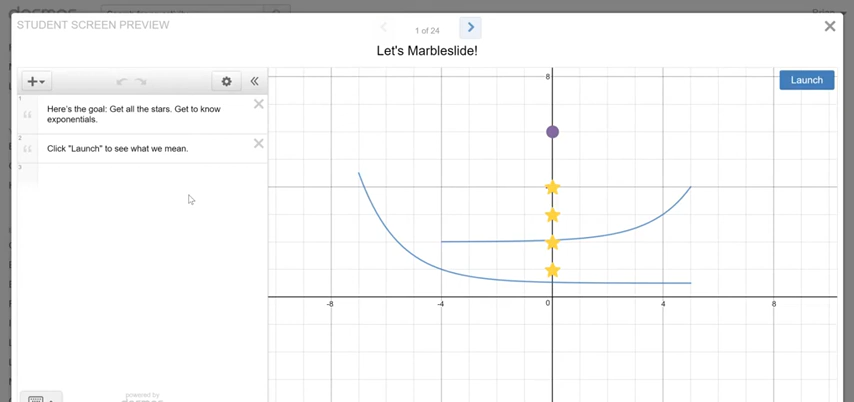 STUDENT SCREEN PREVIEW
1 of 24
Let's Marbleslide!
Launch
1
Here's the goal: Get all the stars. Get to know
exponentials.
2
Click "Launch" to see what we mean.
3
8
-8
-4
0
4
8
powered by